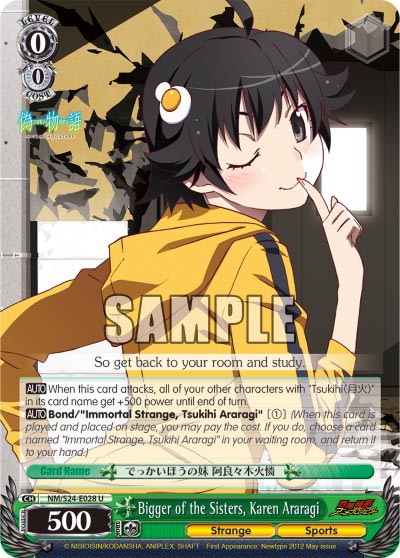 LEVEL
0
0
COST
偽物語
NISEMONOGATARI
SAMPLE
So get back to your room and study.
AUTO When this card attacks, all of your other characters with "Tsukihi(月火)"
in its card name get +500 power until end of turn.
AUTO Bond/"Immortal Strange, Tsukihi Araragi" [①] (When this card is
played and placed on stage, you may pay the cost. If you do, choose a card
named "Immortal Strange, Tsukihi Araragi" in your waiting room, and return
it to your hand.)
Card Name
でっかいほうの妹 阿良々木火憐
CH NM/S24-E028 U
Bigger of the Sisters, Karen Araragi
POWER
500
Strange
Sports
© NISIOISIN/KODANSHA, ANIPLEX, SHAFT First Appearance: Newtype 2012 May issue